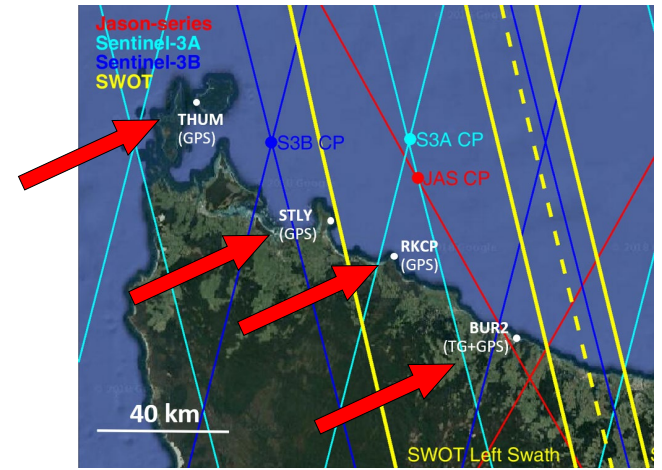 Jason-series
Sentinel-3A
Sentinel-3B
SWOT
THUM
(GPS)
S3B CP
S3A CP
JAS CP
STLY
(GPS)
RKCP
(GPS)
BUR2
(TG+GPS)
40 km
SWOT Left Swath
S